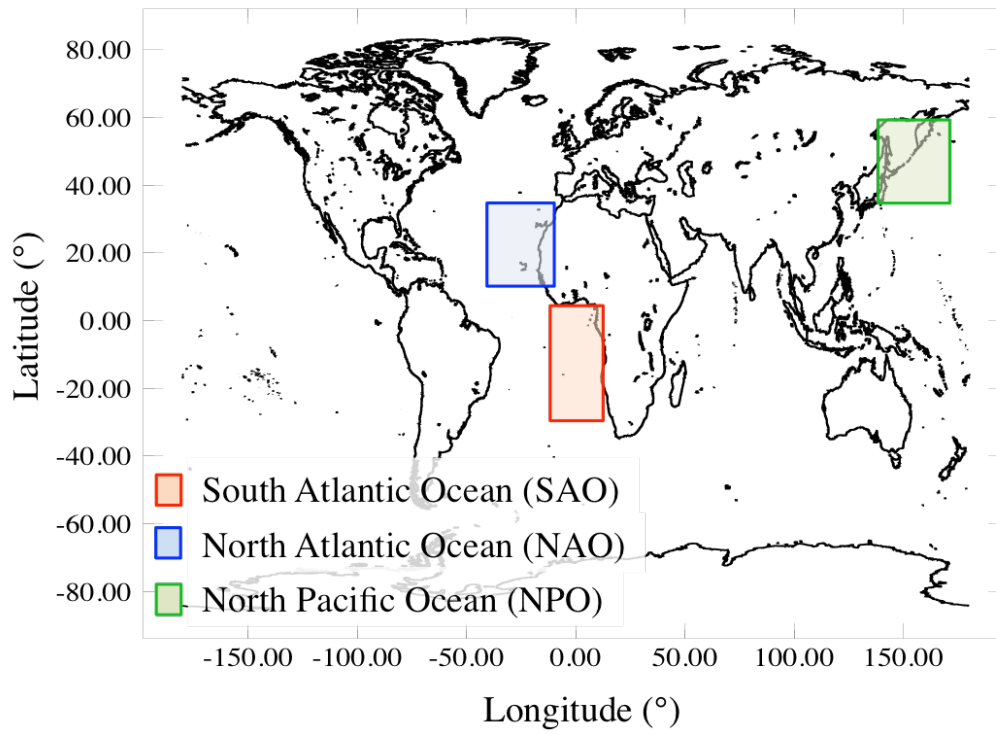 80.00
60.00
40.00
20.00
0.00
-20.00
-40.00
-60.00
-80.00
Latitude (°)
South Atlantic Ocean (SAO)
North Atlantic Ocean (NAO)
North Pacific Ocean (NPO)
-150.00 -100.00 -50.00 0.00 50.00 100.00 150.00
Longitude (°)